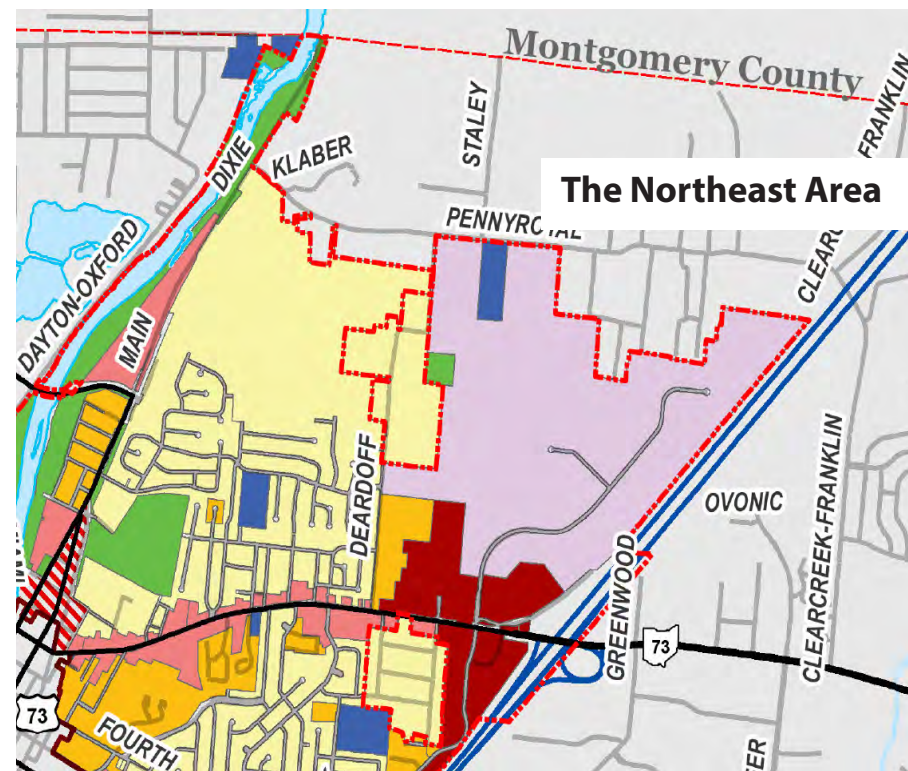 Montgomery County
FRANKLIN
STALEY
KLABER
DIXIE
The Northeast Area
PENNYROYAL
DAYTON-OXFORD
MAIN
DEARDOFF
OVONIC
GREENWOOD
CLEARCREEK-FRANKLIN
73
73
FOURTH